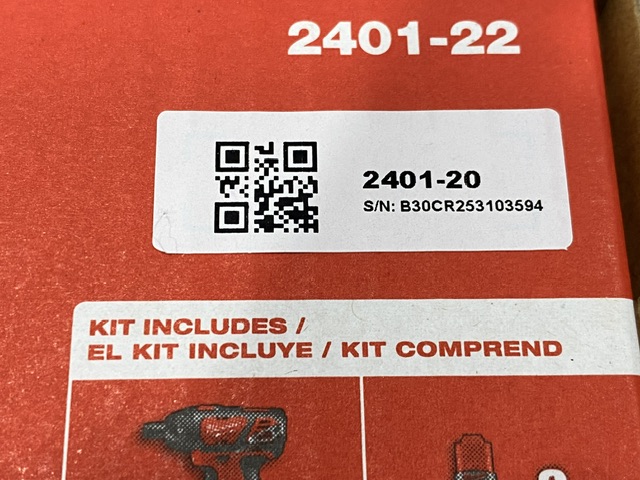 2401-22
2401-20
S/N: B30CR253103594
KIT INCLUDES /
EL KIT INCLUYE / KIT COMPREND